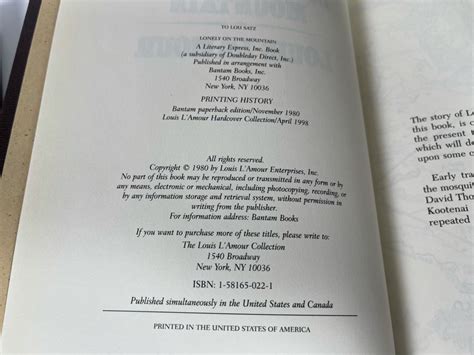 TO LOU SATZ
LONELY ON THE MOUNTAIN
A Literary Express, Inc. Book
(a subsidiary of Doubleday Direct, Inc.)
Published in arrangement with
Bantam Books, Inc.
1540 Broadway
New York, NY 10036
PRINTING HISTORY
Bantam paperback edition/November 1980
Louis L'Amour Hardcover Collection/April 1998
All rights reserved.
Copyright © 1980 by Louis L'Amour Enterprises, Inc.
No part of this book may be reproduced or transmitted in any form or by
any means, electronic or mechanical, including photocopying, recording, or
by any information storage and retrieval system, without permission in
writing from the publisher.
For information address: Bantam Books
If you want to purchase more of these titles, please write to:
The Louis L'Amour Collection
1540 Broadway
New York, NY 10036
ISBN: 1-58165-022-1
Published simultaneously in the United States and Canada
PRINTED IN THE UNITED STATES OF AMERICA
The story of L
this book, is c
which will de
upon some o
Early tra
the mosquit
David Tho
Kootenai
repeated